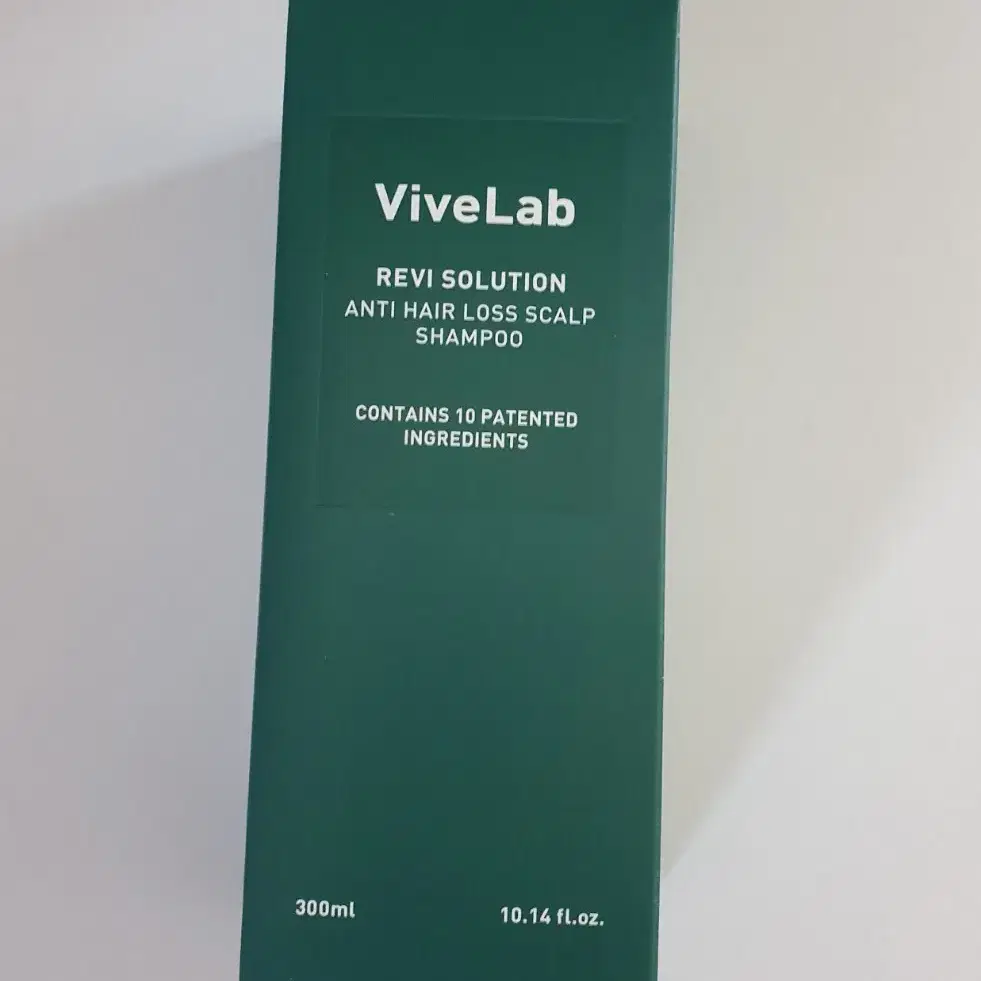 ViveLab
REVI SOLUTION
ANTI HAIR LOSS SCALP
SHAMPOO
CONTAINS 10 PATENTED
INGREDIENTS
300ml
10.14 fl.oz.